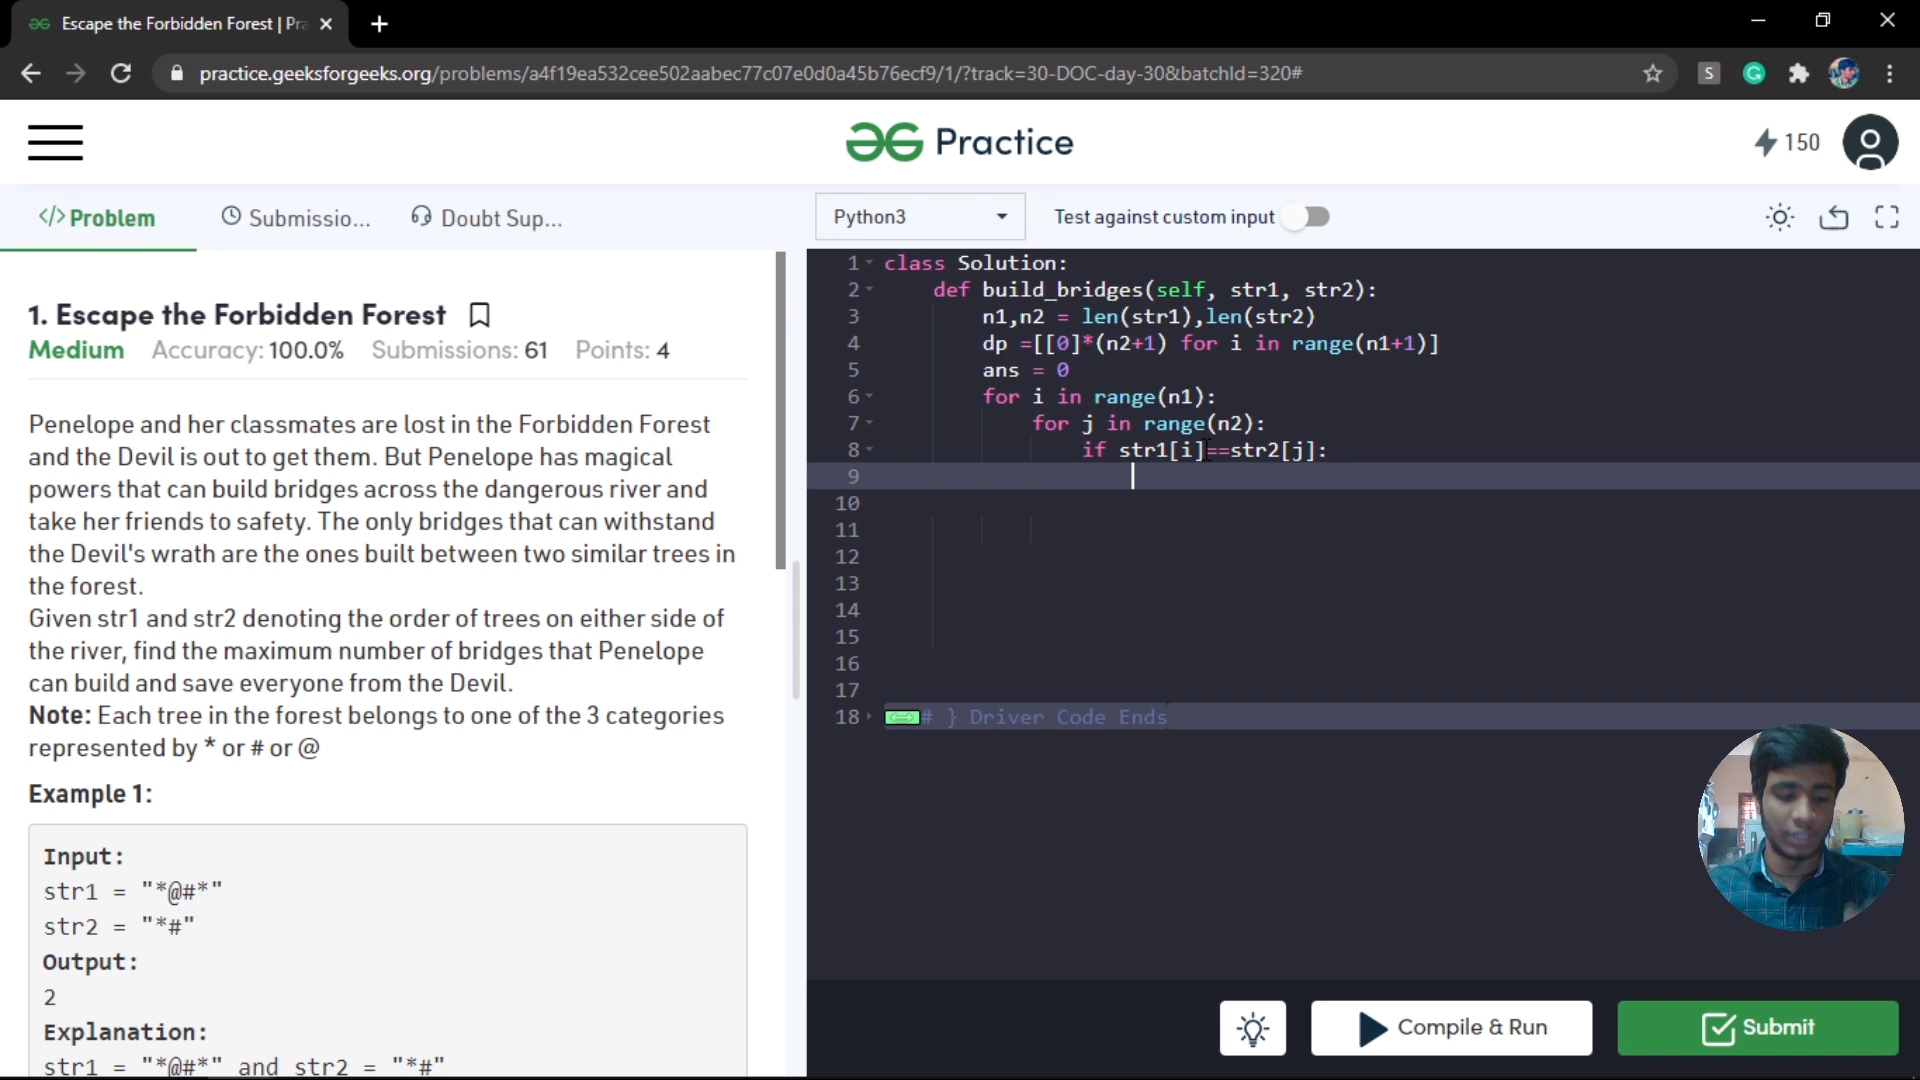 Escape the Forbidden Forest | Pra
practice.geeksforgeeks.org/problems/a4f19ea532cee502aabec77c07e0d0a45b76ecf9/1/?track=30-DOC-day-30&batchId=320#
S
G
Practice
150
</> Problem
Submissio...
Doubt Sup...
Python3
Test against custom input
1. Escape the Forbidden Forest
Medium Accuracy: 100.0% Submissions: 61 Points: 4
Penelope and her classmates are lost in the Forbidden Forest
and the Devil is out to get them. But Penelope has magical
powers that can build bridges across the dangerous river and
take her friends to safety. The only bridges that can withstand
the Devil's wrath are the ones built between two similar trees in
the forest.
Given str1 and str2 denoting the order of trees on either side of
the river, find the maximum number of bridges that Penelope
can build and save everyone from the Devil.
Note: Each tree in the forest belongs to one of the 3 categories
represented by * or # or @
Example 1:
Input:
str1 = "*@#*"
str2 = "*#"
Output:
2
Explanation:
str1 = "*@#*" and str2 = "*#"
1 class Solution:
2 def build_bridges(self, str1, str2):
3 n1,n2 = len(str1),len(str2)
4 dp =[[0]*(n2+1) for i in range(n1+1)]
5 ans = 0
6 for i in range(n1):
7 for j in range(n2):
8 if str1[i]==str2[j]:
9
10
11
12
13
14
15
16
17
18 # } Driver Code Ends
Compile & Run
Submit